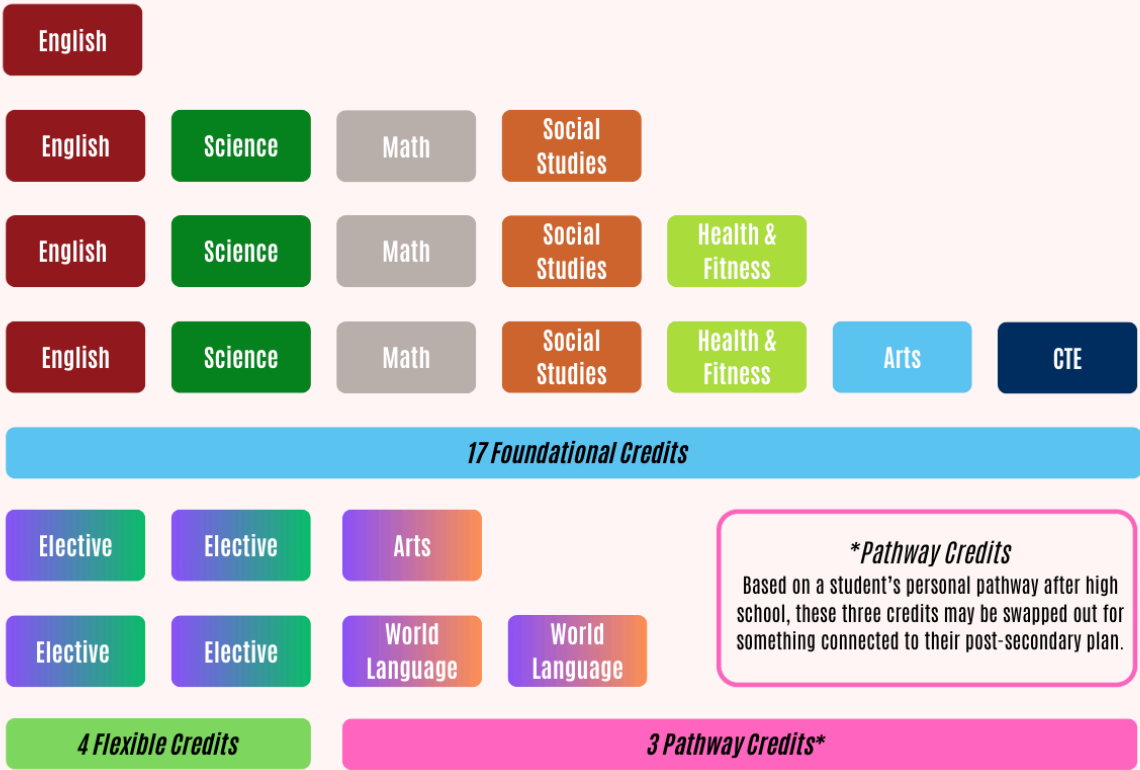 English
English
Science
Math
Social
Studies
English
Science
Math
Social
Studies
Health &
Fitness
English
Science
Math
Social
Studies
Health &
Fitness
Arts
CTE
17 Foundational Credits
Elective
Elective
Arts
Elective
Elective
World
Language
World
Language
*Pathway Credits
Based on a student's personal pathway after high
school, these three credits may be swapped out for
something connected to their post-secondary plan.
4 Flexible Credits
3 Pathway Credits*